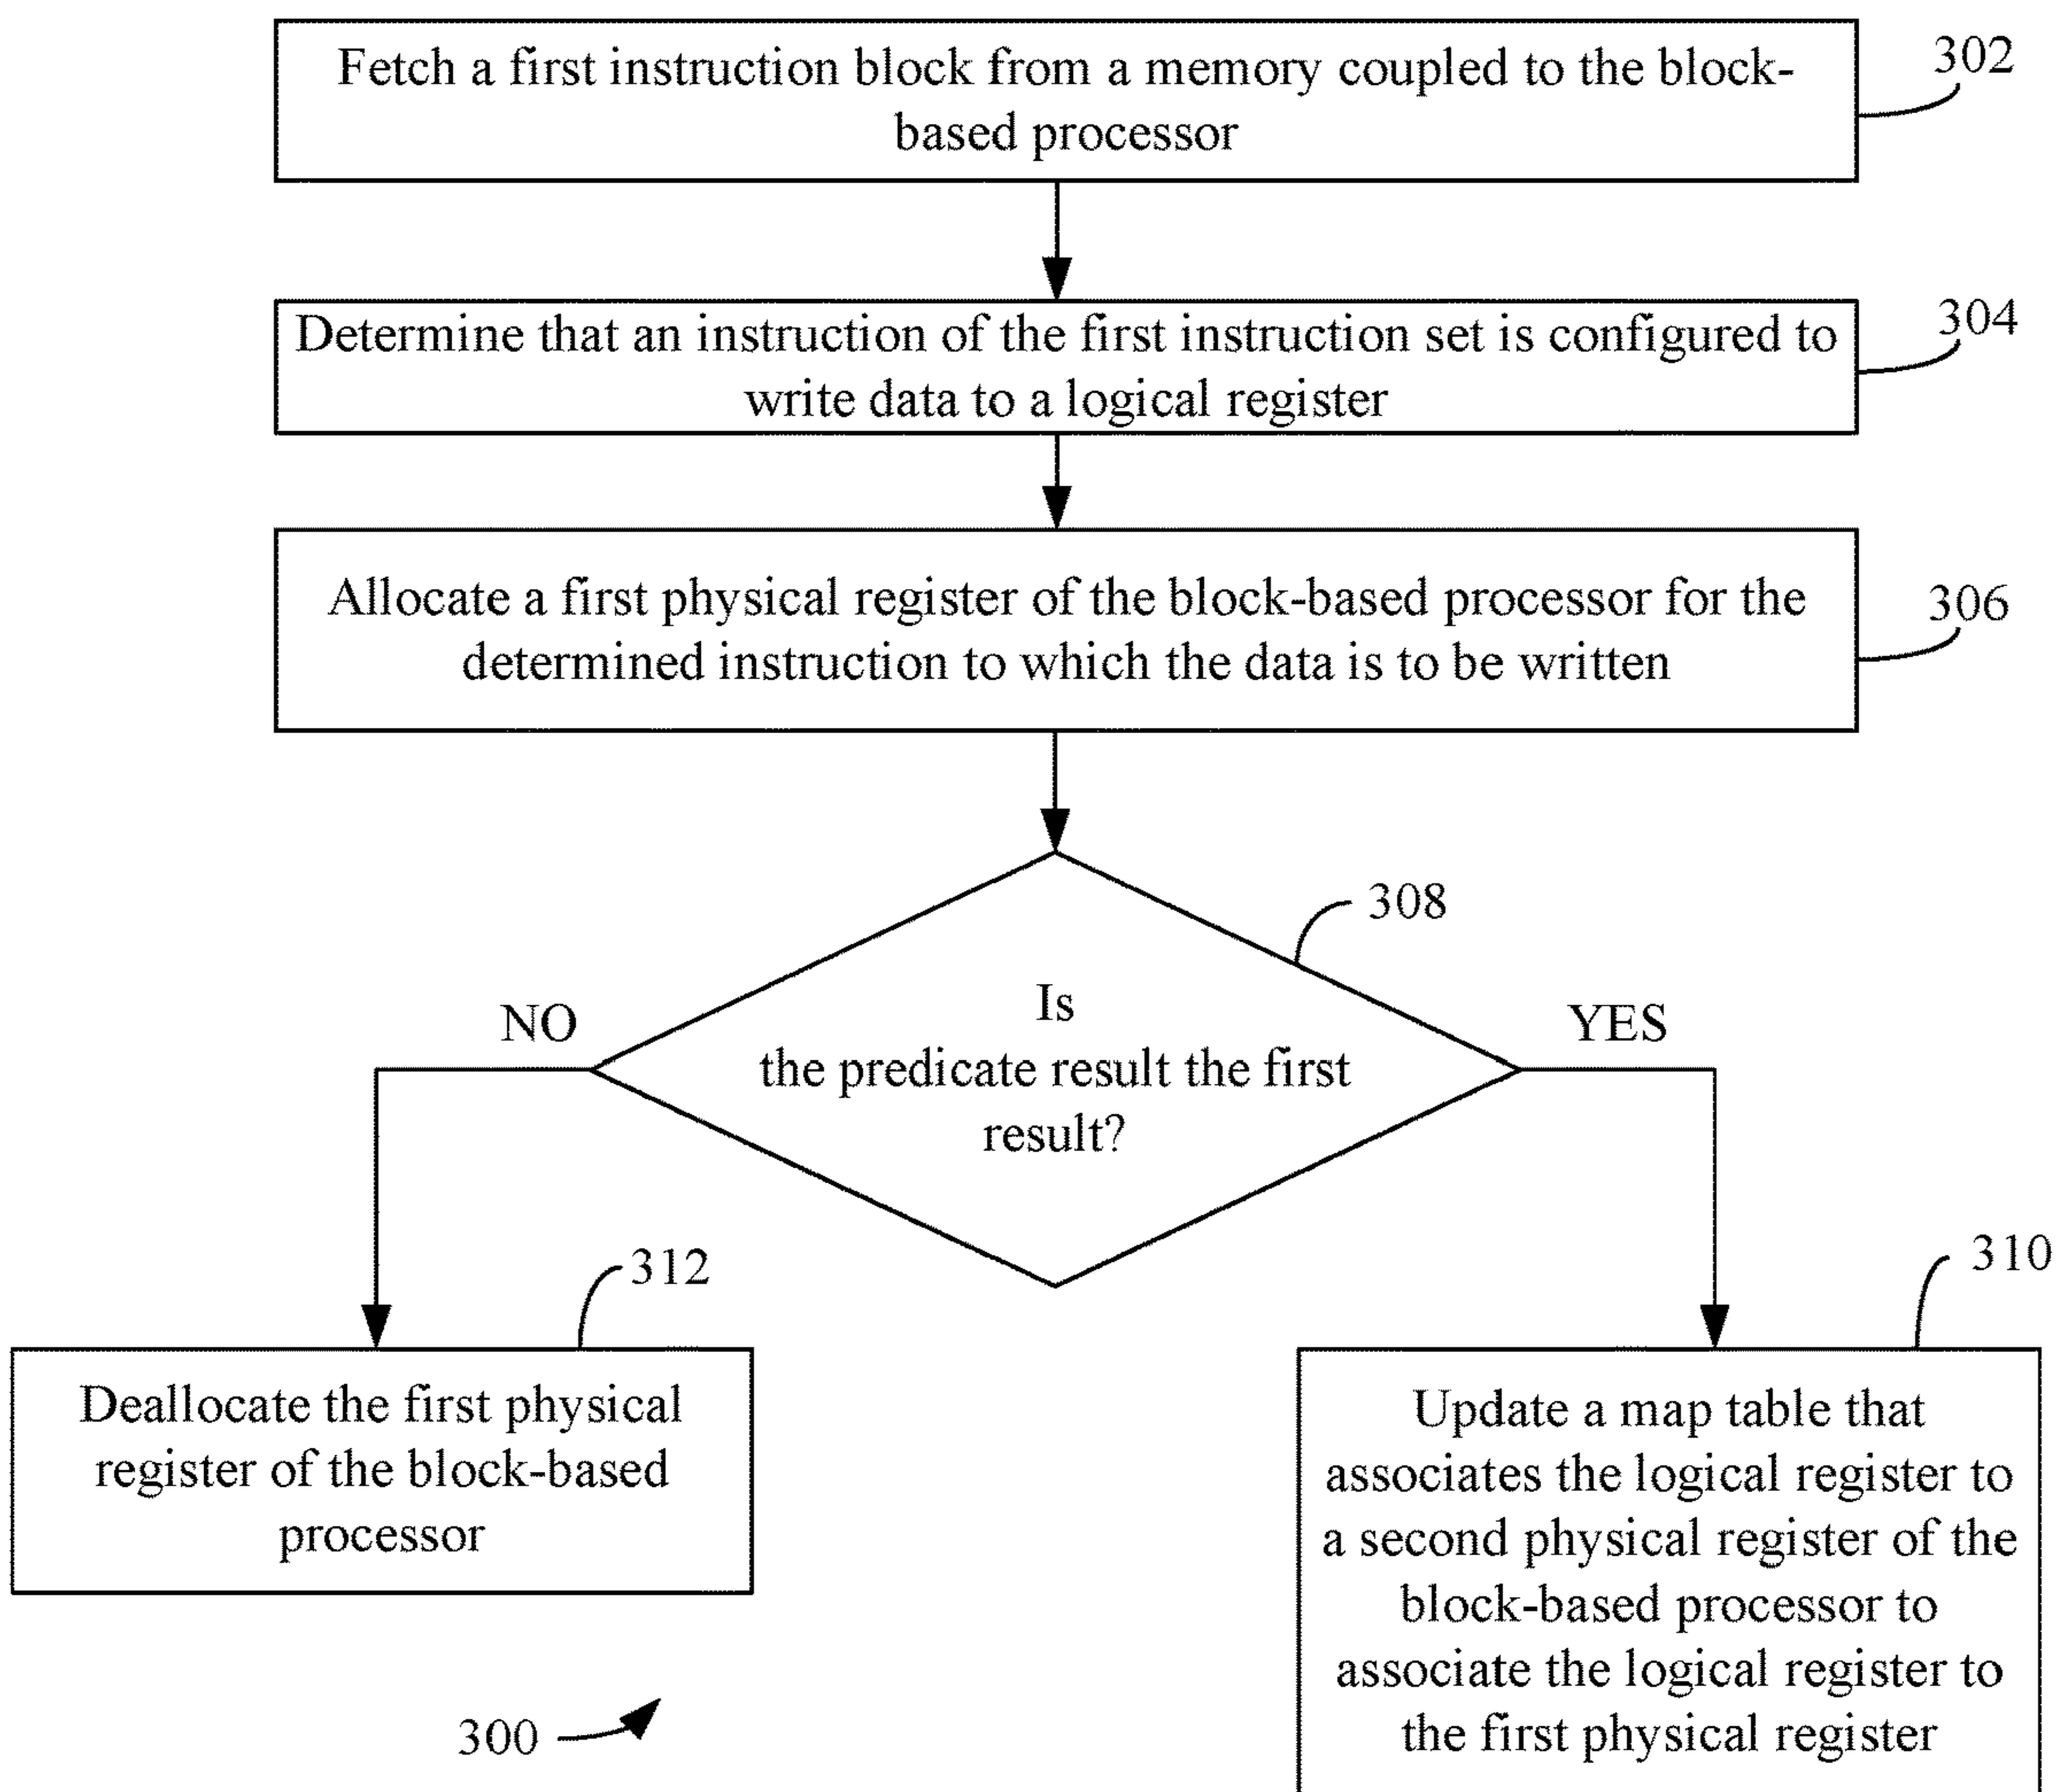 Fetch a first instruction block from a memory coupled to the block-
based processor
302
Determine that an instruction of the first instruction set is configured to
write data to a logical register
304
Allocate a first physical register of the block-based processor for the
determined instruction to which the data is to be written
306
308
Is
the predicate result the first
result?
NO
YES
312
Deallocate the first physical
register of the block-based
processor
310
Update a map table that
associates the logical register to
a second physical register of the
block-based processor to
associate the logical register to
the first physical register
300